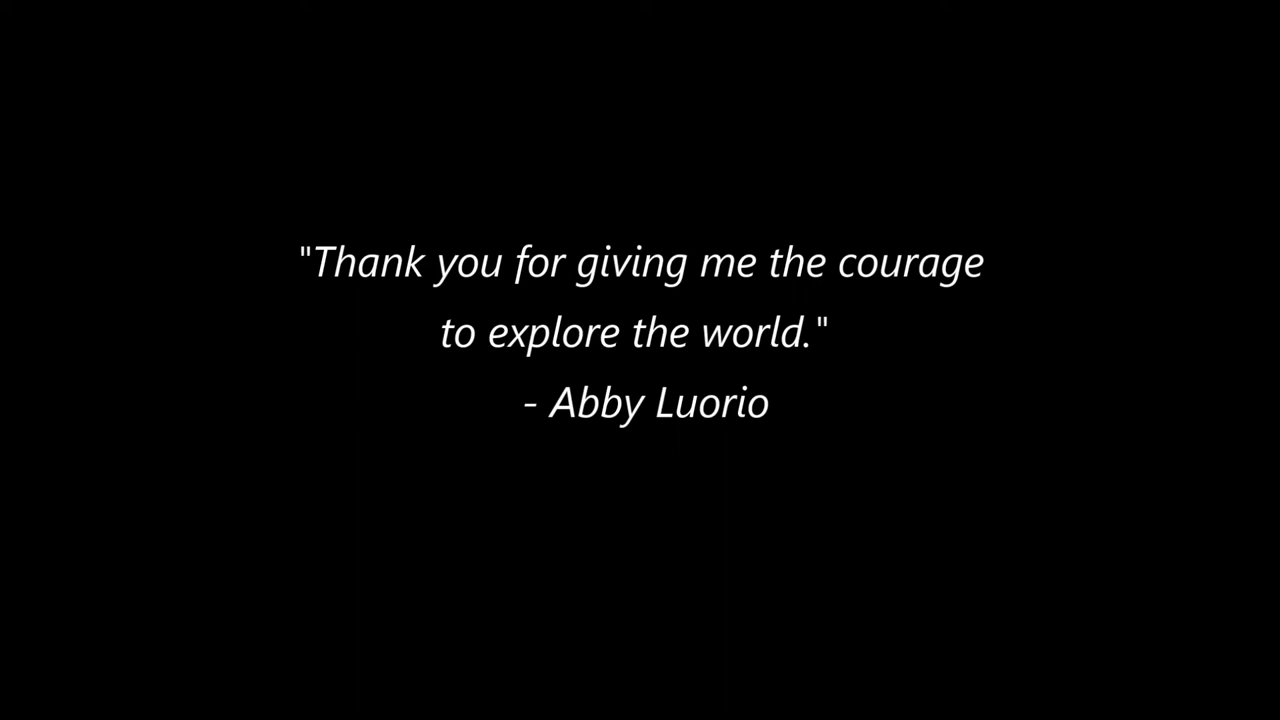 "Thank you for giving me the courage
to explore the world."
- Abby Luorio